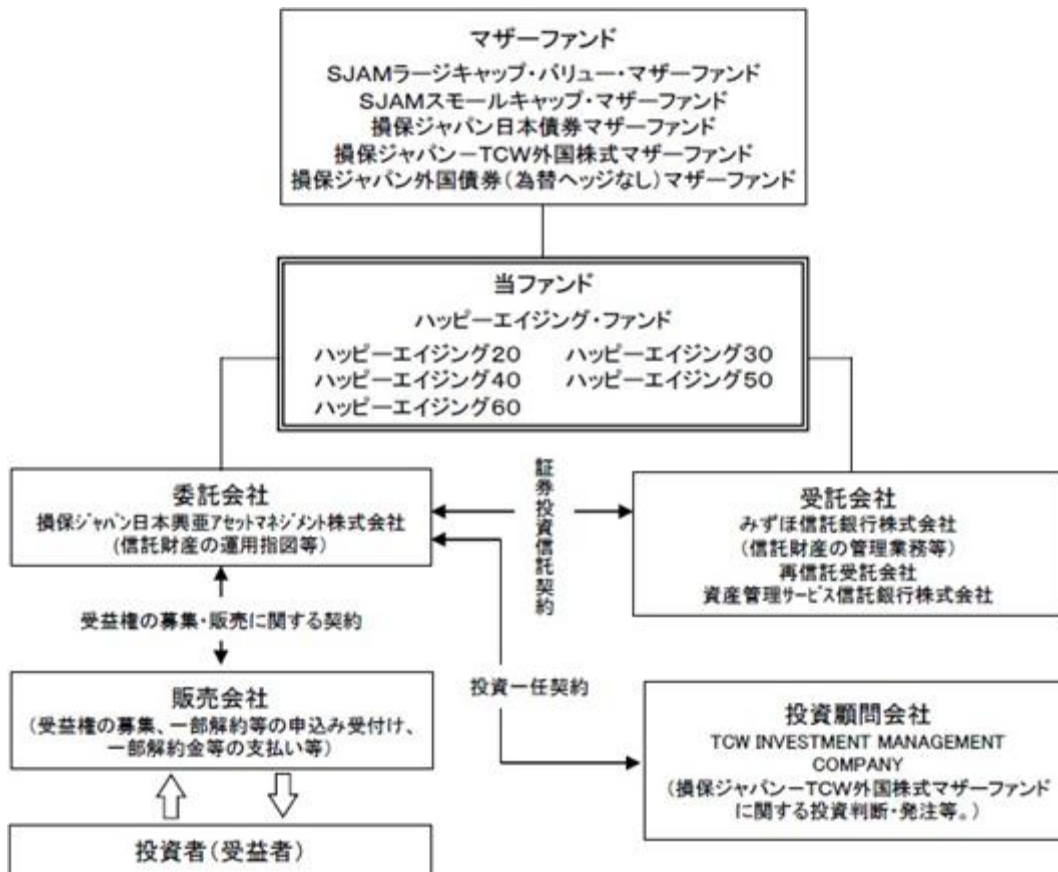 マザーファンド
SJAMラージキャップ・バリュー・マザーファンド
SJAMスモールキャップ・マザーファンド
損保ジャパン日本債券マザーファンド
損保ジャパン－TCW外国株式マザーファンド
損保ジャパン外国債券(為替ヘッジなし)マザーファンド
当ファンド
ハッピーエイジング・ファンド
ハッピーエイジング20 ハッピーエイジング30
ハッピーエイジング40 ハッピーエイジング50
ハッピーエイジング60
委託会社
損保ジャパン日本興亜アセットマネジメント株式会社
(信託財産の運用指図等)
証券投資信託契約
受託会社
みずほ信託銀行株式会社
(信託財産の管理業務等)
再信託受託会社
資産管理サービス信託銀行株式会社
受益権の募集・販売に関する契約
販売会社
(受益権の募集、一部解約等の申込み受付け、
一部解約金等の支払い等)
投資一任契約
投資顧問会社
TCW INVESTMENT MANAGEMENT
COMPANY
(損保ジャパン－TCW外国株式マザーファンド
に関する投資判断・発注等。)
投資者(受益者)